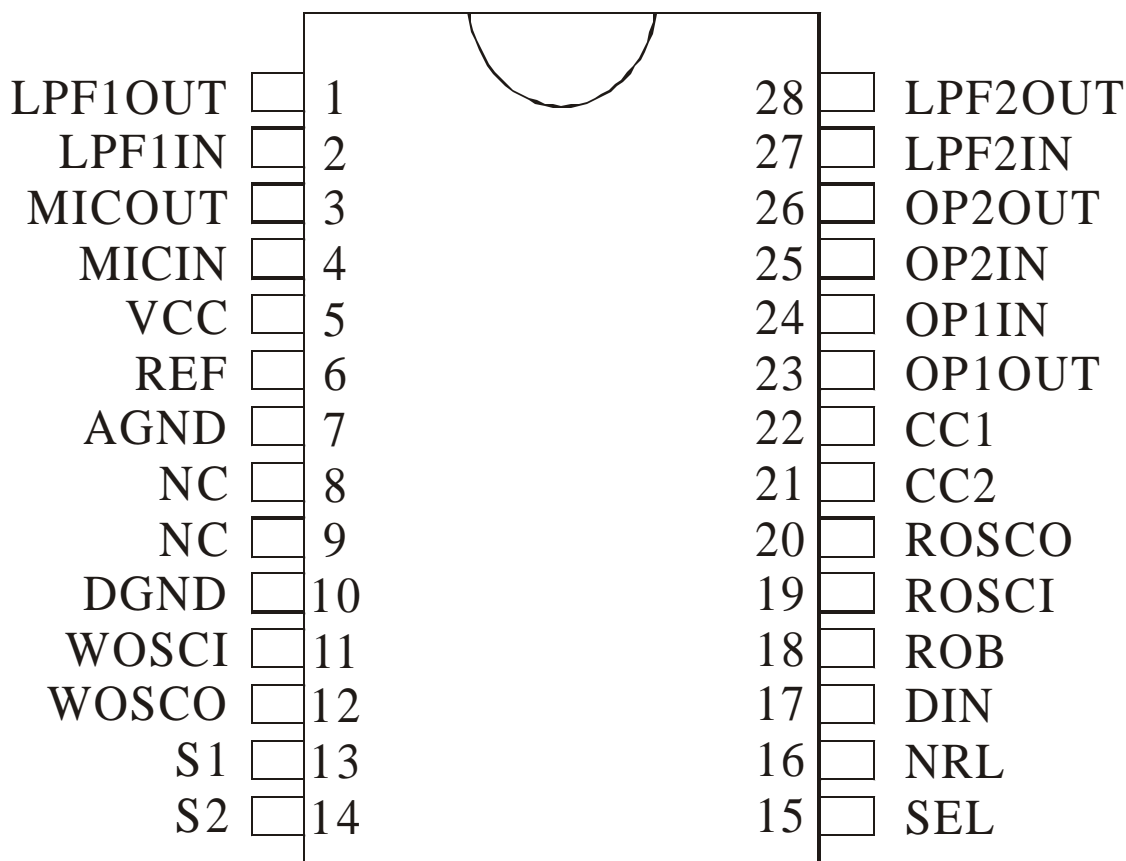 LPF1OUT 1 28 LPF2OUT
LPF1IN 2 27 LPF2IN
MICOUT 3 26 OP2OUT
MICIN 4 25 OP2IN
VCC 5 24 OP1IN
REF 6 23 OP1OUT
AGND 7 22 CC1
NC 8 21 CC2
NC 9 20 ROSCO
DGND 10 19 ROSCI
WOSCI 11 18 ROB
WOSCO 12 17 DIN
S1 13 16 NRL
S2 14 15 SEL